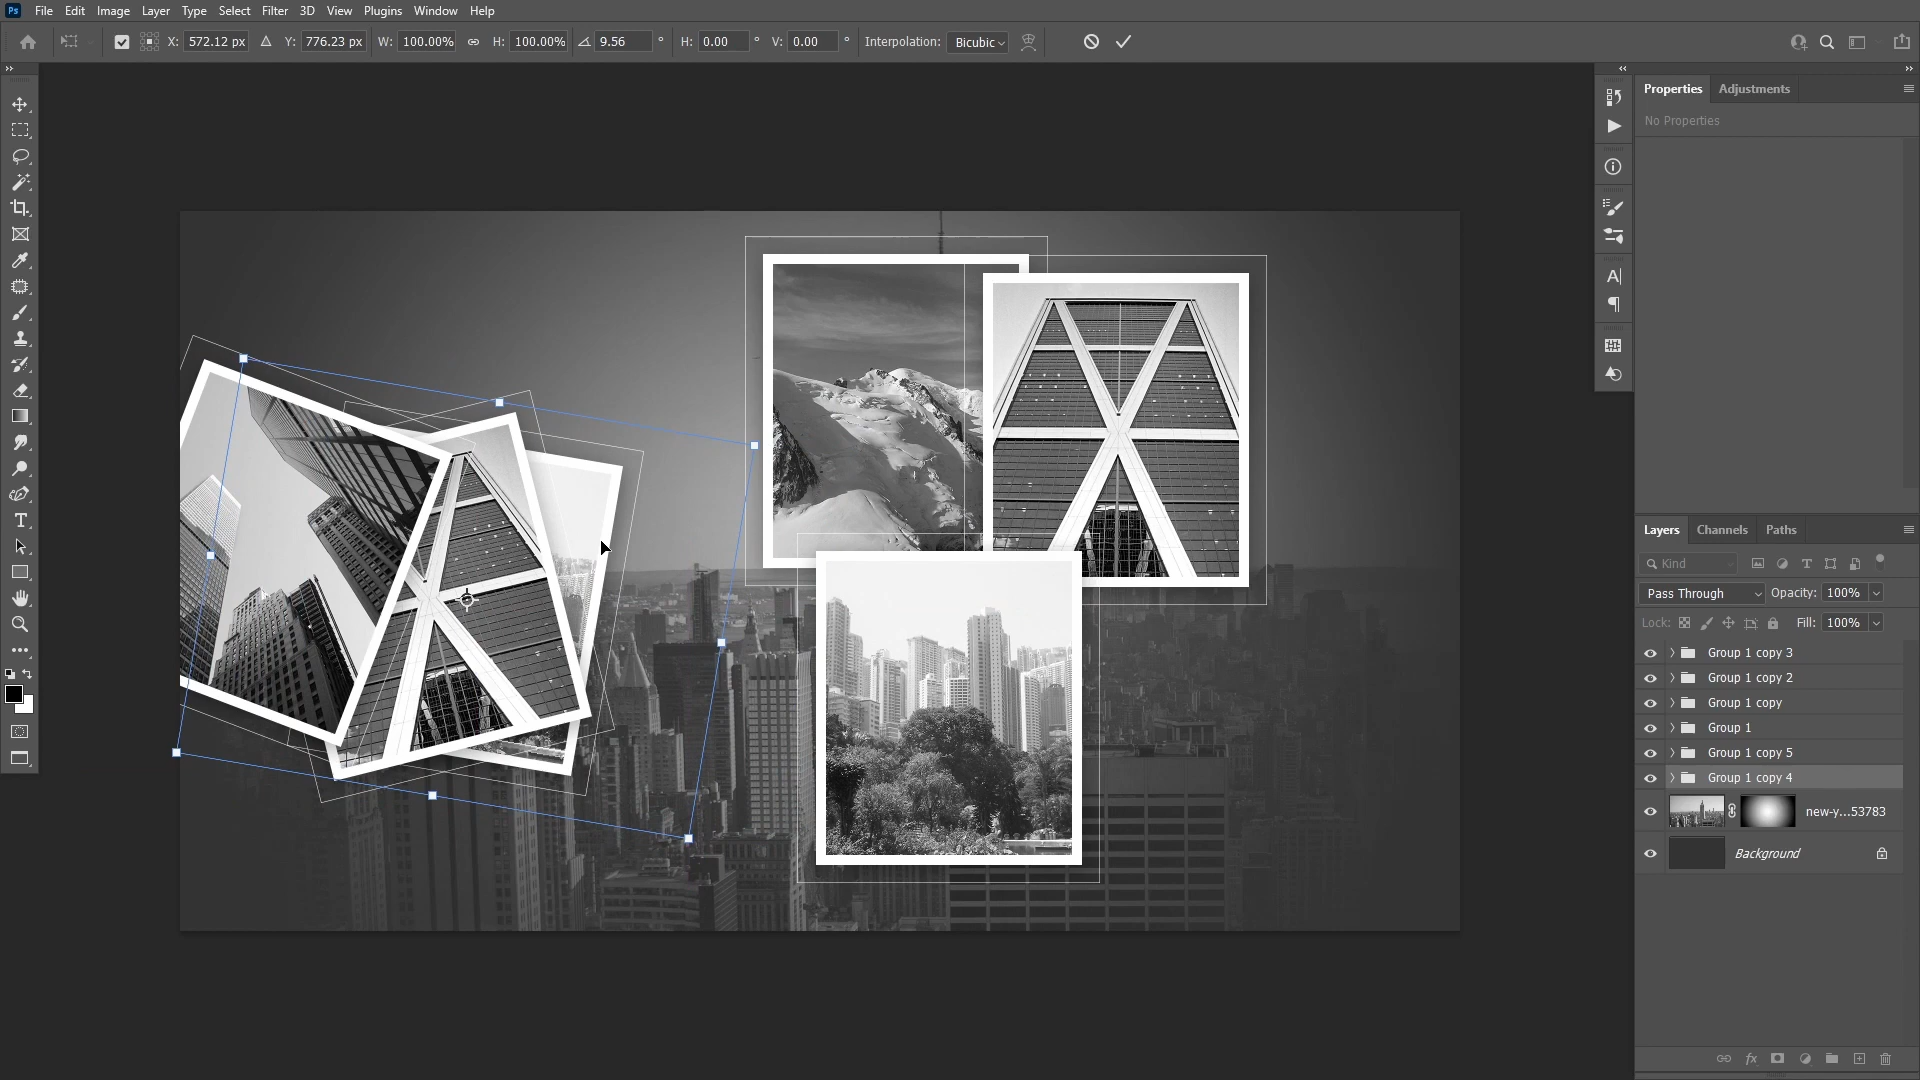 Ps File Edit Image Layer Type Select Filter 3D View Plugins Window Help
X: 572.12 px Y: 776.23 px W: 100.00% H: 100.00% 9.56 ° H: 0.00 ° V: 0.00 ° Interpolation: Bicubic
Properties Adjustments
No Properties
Layers Channels Paths
Kind
Pass Through Opacity: 100%
Lock: Fill: 100%
Group 1 copy 3
Group 1 copy 2
Group 1 copy
Group 1
Group 1 copy 5
Group 1 copy 4
new-y...53783
Background